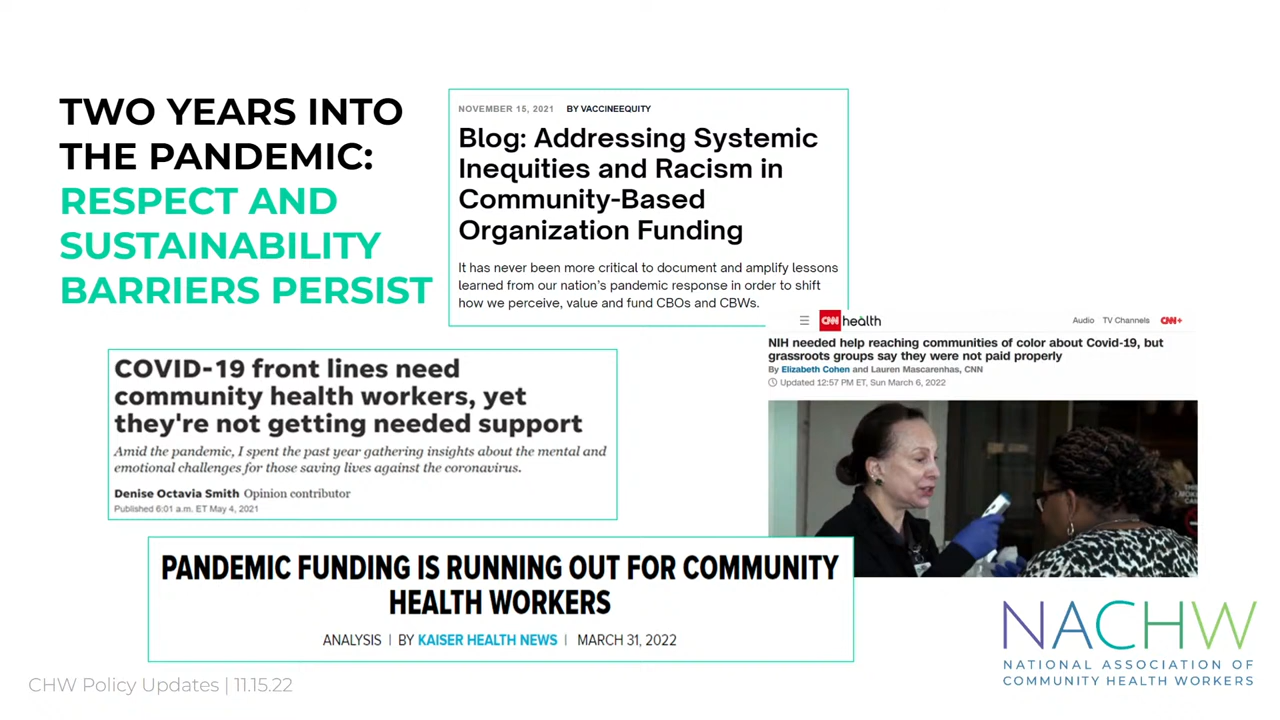 TWO YEARS INTO
THE PANDEMIC:
RESPECT AND
SUSTAINABILITY
BARRIERS PERSIST
NOVEMBER 15, 2021 BY VACCINEEQUITY
Blog: Addressing Systemic
Inequities and Racism in
Community-Based
Organization Funding
It has never been more critical to document and amplify lessons
learned from our nation's pandemic response in order to shift
how we perceive, value and fund CBOs and CBWs.
CNN health Audio TV Channels CNN+
NIH needed help reaching communities of color about Covid-19, but
grassroots groups say they were not paid properly
By Elizabeth Cohen and Lauren Mascarenhas, CNN
Updated 12:57 PM ET, Sun March 6, 2022
COVID-19 front lines need
community health workers, yet
they're not getting needed support
Amid the pandemic, I spent the past year gathering insights about the mental and
emotional challenges for those saving lives against the coronavirus.
Denise Octavia Smith Opinion contributor
Published 6:01 a.m. ET May 4, 2021
PANDEMIC FUNDING IS RUNNING OUT FOR COMMUNITY
HEALTH WORKERS
ANALYSIS | BY KAISER HEALTH NEWS | MARCH 31, 2022
NACHW
NATIONAL ASSOCIATION OF
COMMUNITY HEALTH WORKERS
CHW Policy Updates | 11.15.22